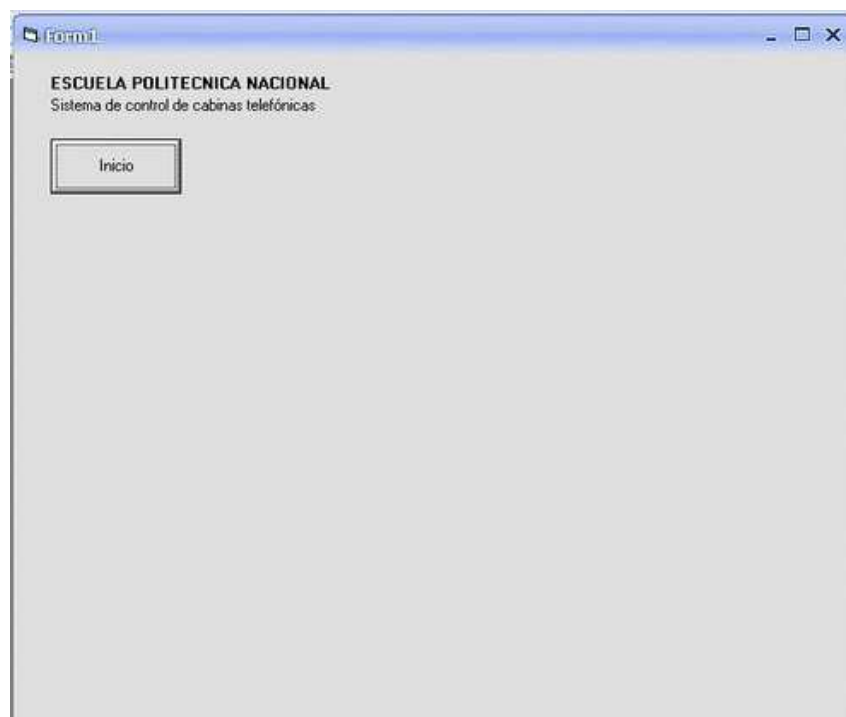 Form1
ESCUELA POLITECNICA NACIONAL
Sistema de control de cabinas telefónicas
Inicio